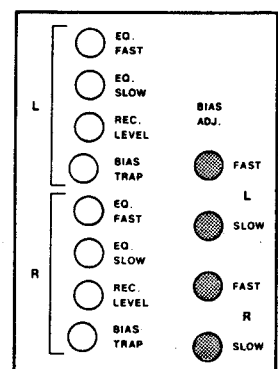 L
EQ.
FAST
EQ.
SLOW
REC.
LEVEL
BIAS
TRAP
R
EQ.
FAST
EQ.
SLOW
REC.
LEVEL
BIAS
TRAP
BIAS
ADJ.
FAST
L
SLOW
FAST
R
SLOW